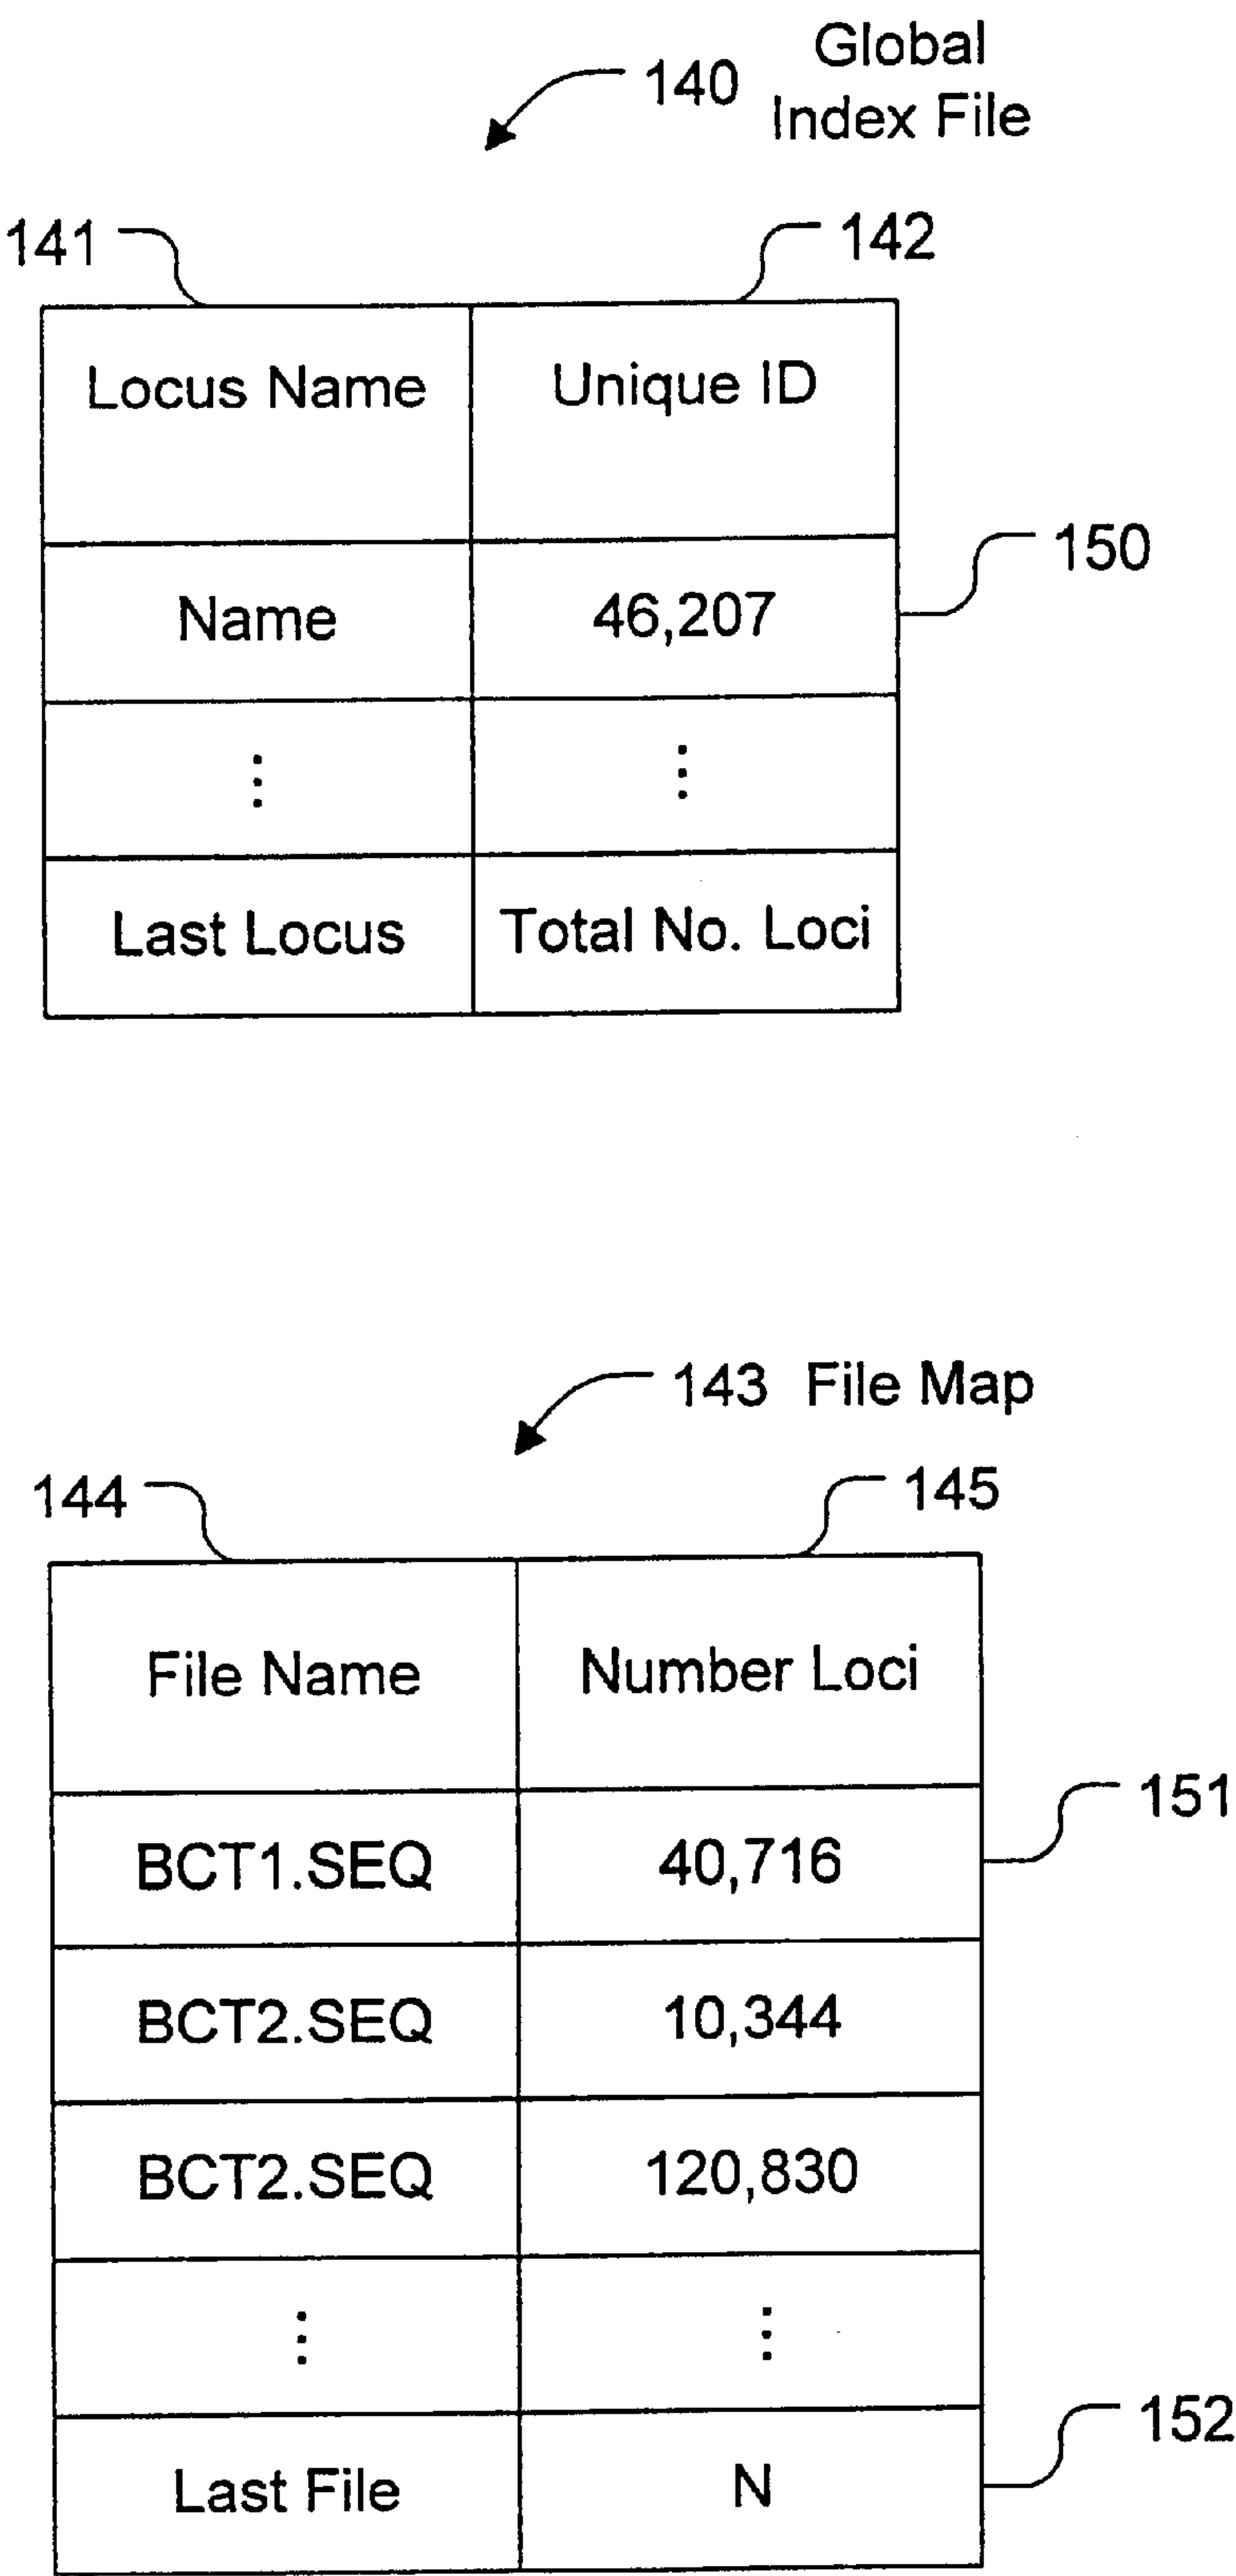 140 Global
Index File
141
142
Locus Name
Unique ID
150
Name
46,207
⋮
⋮
Last Locus
Total No. Loci
143 File Map
144
145
File Name
Number Loci
151
BCT1.SEQ
40,716
BCT2.SEQ
10,344
BCT2.SEQ
120,830
⋮
⋮
152
Last File
N